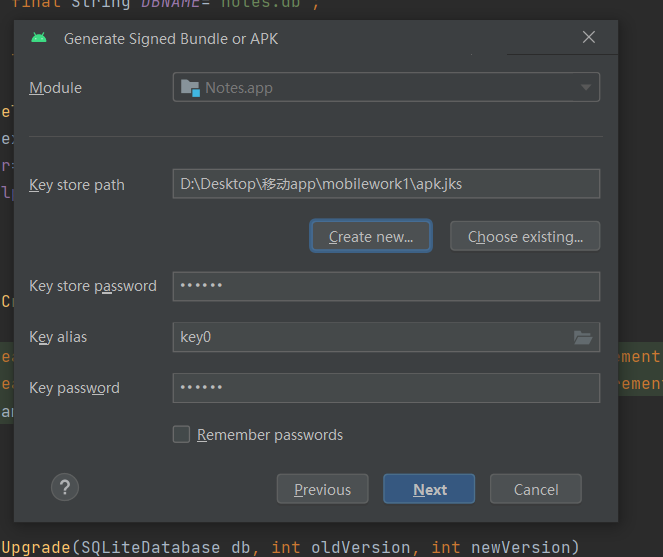 final String DBNAME="notes.db",
Generate Signed Bundle or APK
Module
Notes.app
Key store path
D:\Desktop\移动app\mobilework1\apk.jks
Create new...
Choose existing...
Key store password
••••••
Key alias
key0
Key password
••••••
Remember passwords
?
Previous
Next
Cancel
Upgrade(SQLiteDatabase db, int oldVersion, int newVersion)